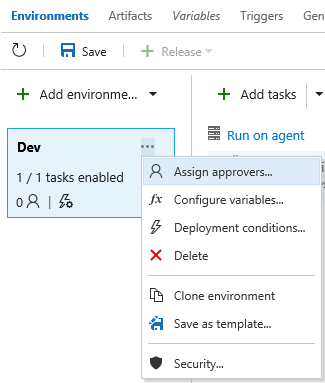 Environments Artifacts Variables Triggers Gen
Save Release
Add environme... Add tasks
Dev
1 / 1 tasks enabled
0
Run on agent
Assign approvers...
fx Configure variables...
Deployment conditions...
Delete
Clone environment
Save as template...
Security...